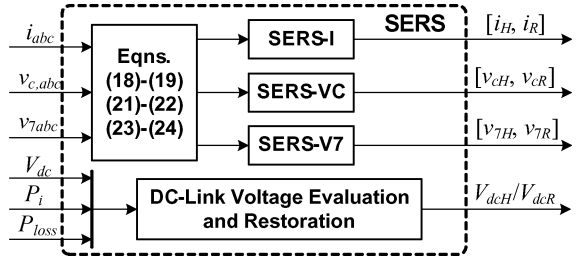 SERS
i_abc
v_c,abc
v_7abc
Eqns.
(18)-(19)
(21)-(22)
(23)-(24)
SERS-I
SERS-VC
SERS-V7
[i_H, i_R]
[v_cH, v_cR]
[v_7H, v_7R]
V_dc
P_i
P_loss
DC-Link Voltage Evaluation
and Restoration
V_dcH/V_dcR